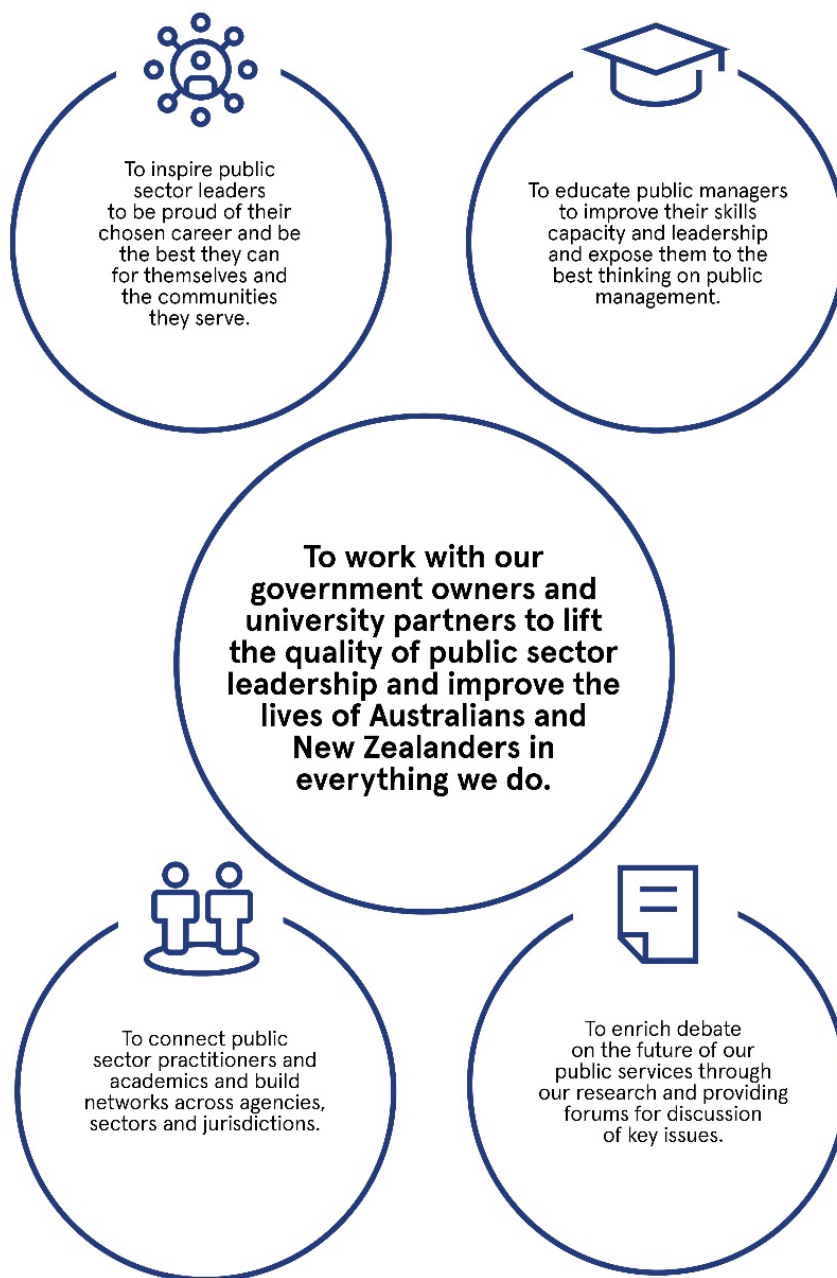 To inspire public
sector leaders
to be proud of their
chosen career and be
the best they can
for themselves and
the communities
they serve.
To educate public managers
to improve their skills
capacity and leadership
and expose them to the
best thinking on public
management.
To work with our
government owners and
university partners to lift
the quality of public sector
leadership and improve the
lives of Australians and
New Zealanders in
everything we do.
To connect public
sector practitioners and
academics and build
networks across agencies,
sectors and jurisdictions.
To enrich debate
on the future of our
public services through
our research and providing
forums for discussion
of key issues.